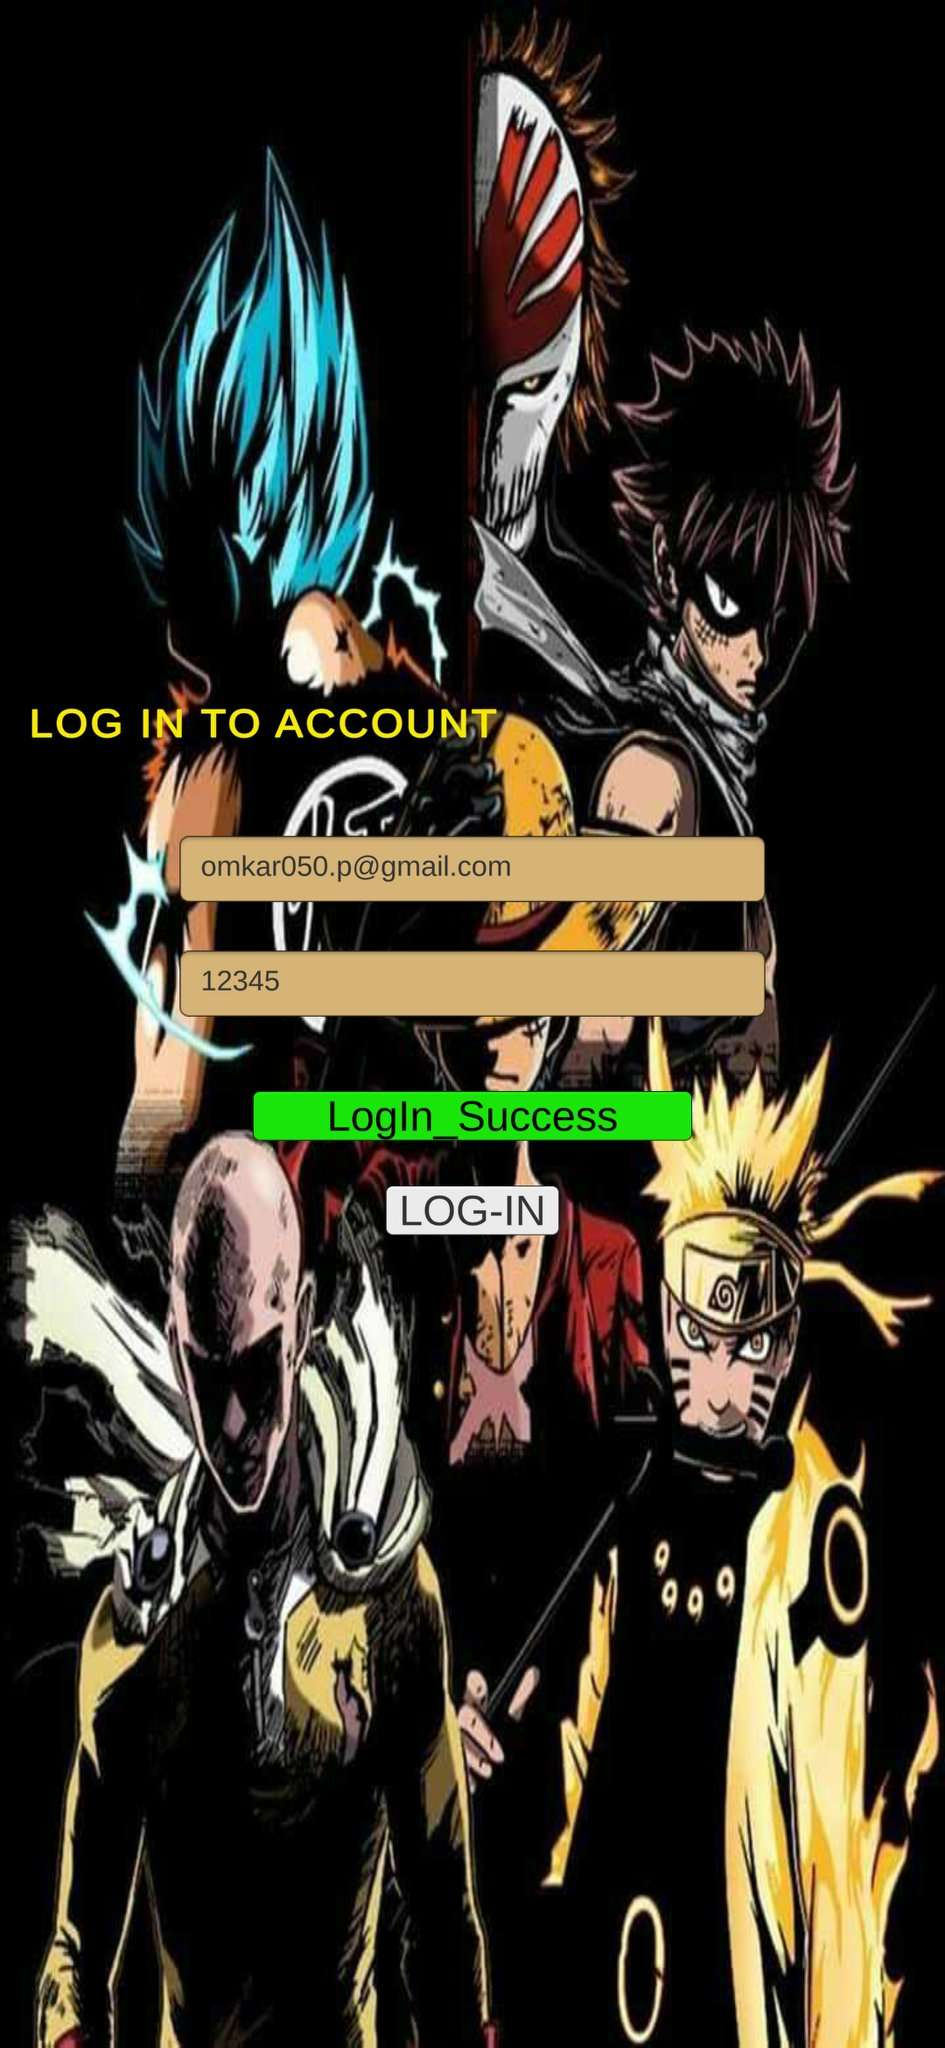 LOG IN TO ACCOUNT
omkar050.p@gmail.com
12345
LogIn_Success
LOG-IN